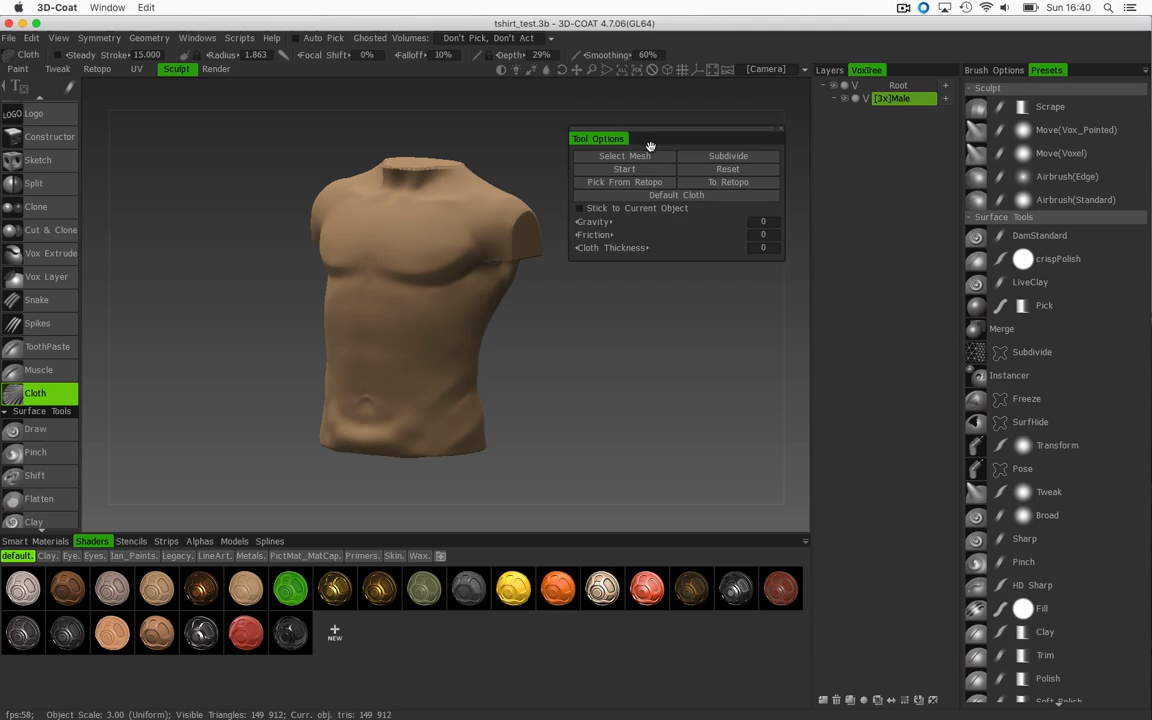 3D-Coat Window Edit Sun 16:40
tshirt_test.3b - 3D-COAT 4.7.06(GL64)
File Edit View Symmetry Geometry Windows Scripts Help Auto Pick Ghosted Volumes: Don't Pick, Don't Act
Cloth Steady Stroke 15.000 Radius 1.863 Focal Shift 0% Falloff 10% Depth 29% Smoothing 60%
Paint Tweak Retopo UV Sculpt Render [Camera]
Layers VoxTree
Root
[3x]Male
Brush Options Presets
Sculpt
Scrape
Move(Vox_Pointed)
Move(Voxel)
Airbrush(Edge)
Airbrush(Standard)
Surface Tools
DamStandard
crispPolish
LiveClay
Pick
Merge
Subdivide
Instancer
Freeze
SurfHide
Transform
Pose
Tweak
Broad
Sharp
Pinch
HD Sharp
Fill
Clay
Trim
Polish
Soft Polish
LOGO Logo
Constructor
Sketch
Split
Clone
Cut & Clone
Vox Extrude
Vox Layer
Snake
Spikes
ToothPaste
Muscle
Cloth
Surface Tools
Draw
Pinch
Shift
Flatten
Clay
Tool Options
Select Mesh Subdivide
Start Reset
Pick From Retopo To Retopo
Default Cloth
Stick to Current Object
Gravity 0
Friction 0
Cloth Thickness 0
Smart Materials Shaders Stencils Strips Alphas Models Splines
default. Clay. Eye. Eyes. Ian_Paints. Legacy. LineArt. Metals. PictMat_MatCap. Primers. Skin. Wax.
NEW
fps:58; Object Scale: 3.00 (Uniform); Visible Triangles: 149 912; Curr. obj. tris: 149 912